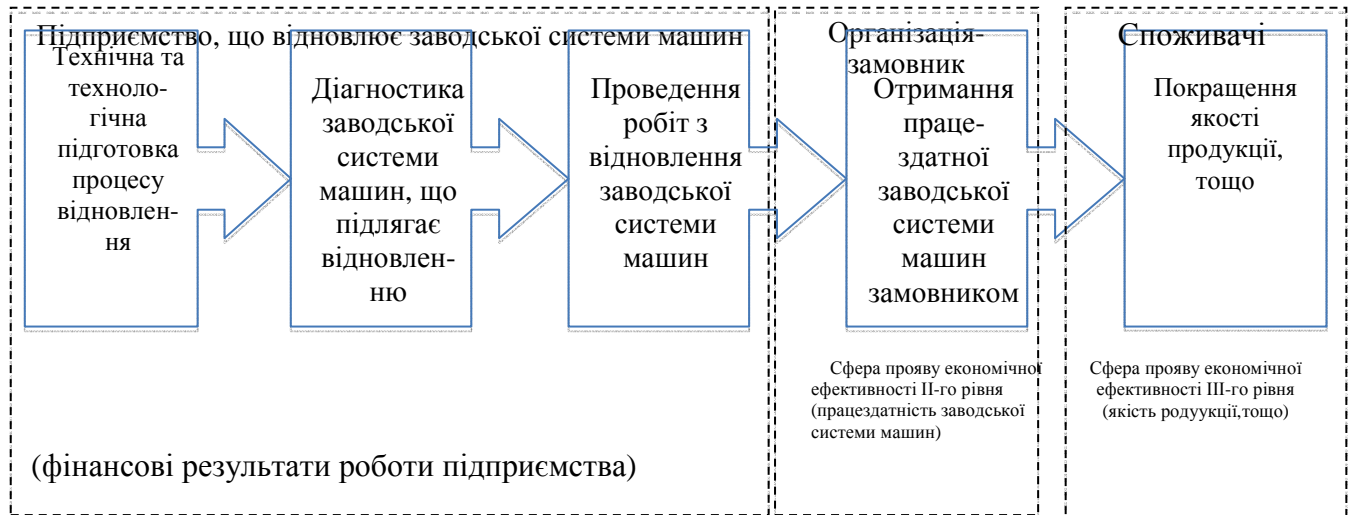 Підприємство, що відновлює заводської системи машин
Технічна та
техноло-
гічна
підготовка
процесу
відновлен-
ня
Діагностика
заводської
системи
машин, що
підлягає
відновлен-
ню
Проведення
робіт з
відновлення
заводської
системи
машин
(фінансові результати роботи підприємства)
Організація-
замовник
Отримання
праце-
здатної
заводської
системи
машин
замовником
Сфера прояву економічної
ефективності ІІ-го рівня
(працездатність заводської
системи машин)
Споживачі
Покращення
якості
продукції,
тощо
Сфера прояву економічної
ефективності ІІІ-го рівня
(якість родуукції,тощо)